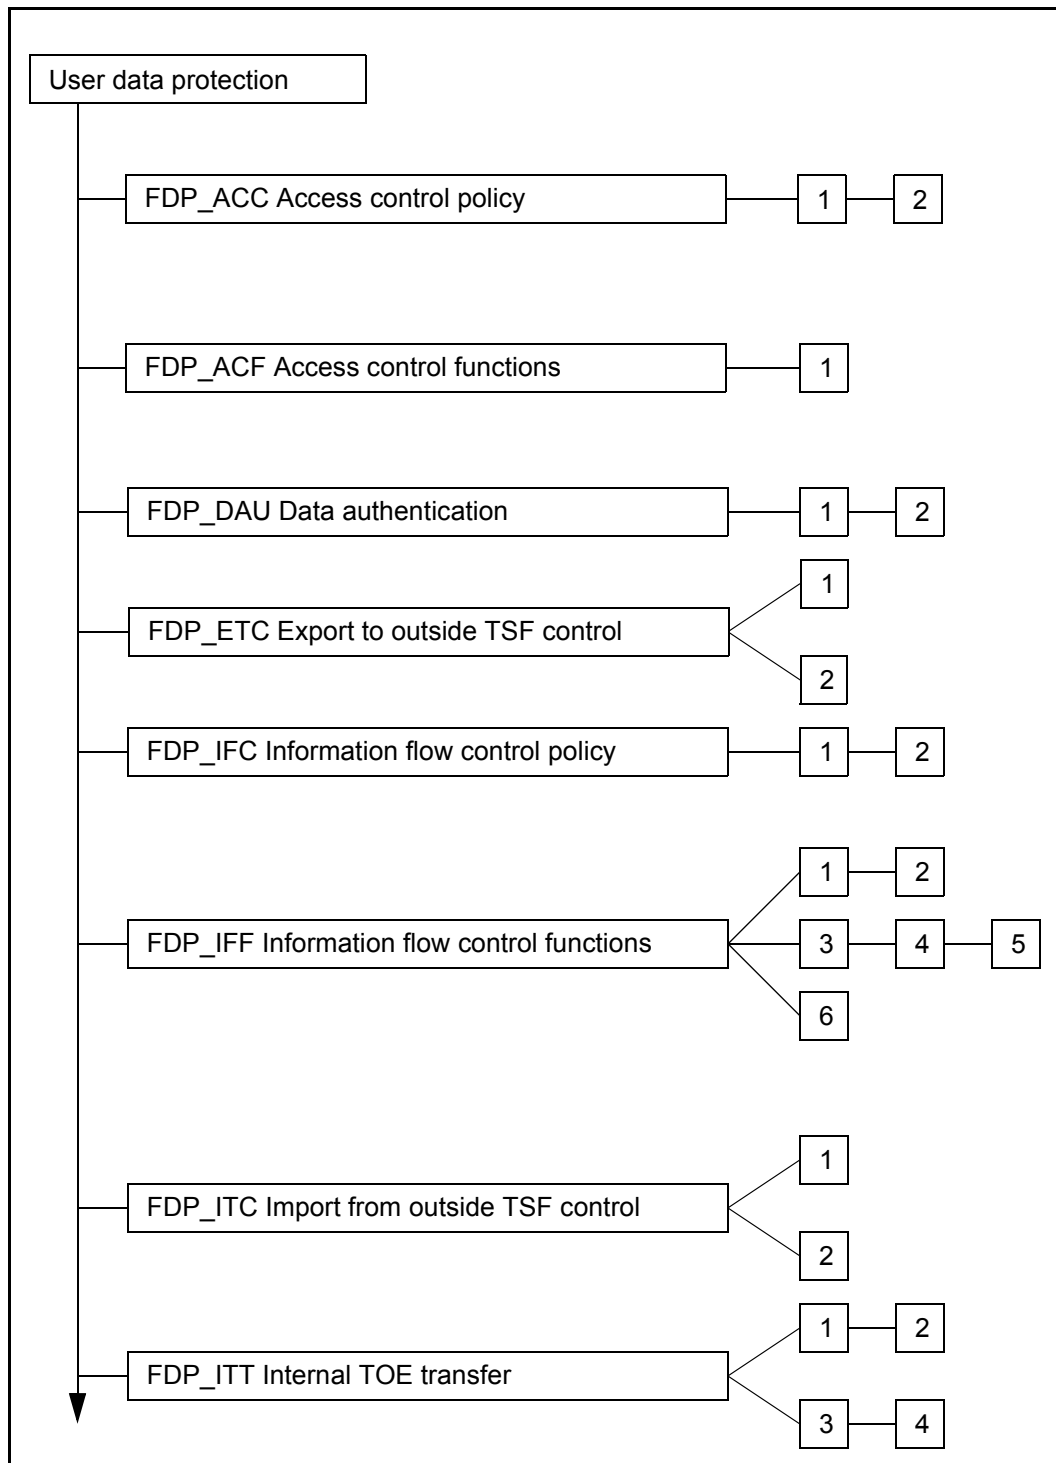 User data protection
FDP_ACC Access control policy 1 2
FDP_ACF Access control functions 1
FDP_DAU Data authentication 1 2
1
FDP_ETC Export to outside TSF control
2
FDP_IFC Information flow control policy 1 2
1 2
FDP_IFF Information flow control functions 3 4 5
6
1
FDP_ITC Import from outside TSF control
2
1 2
FDP_ITT Internal TOE transfer
3 4